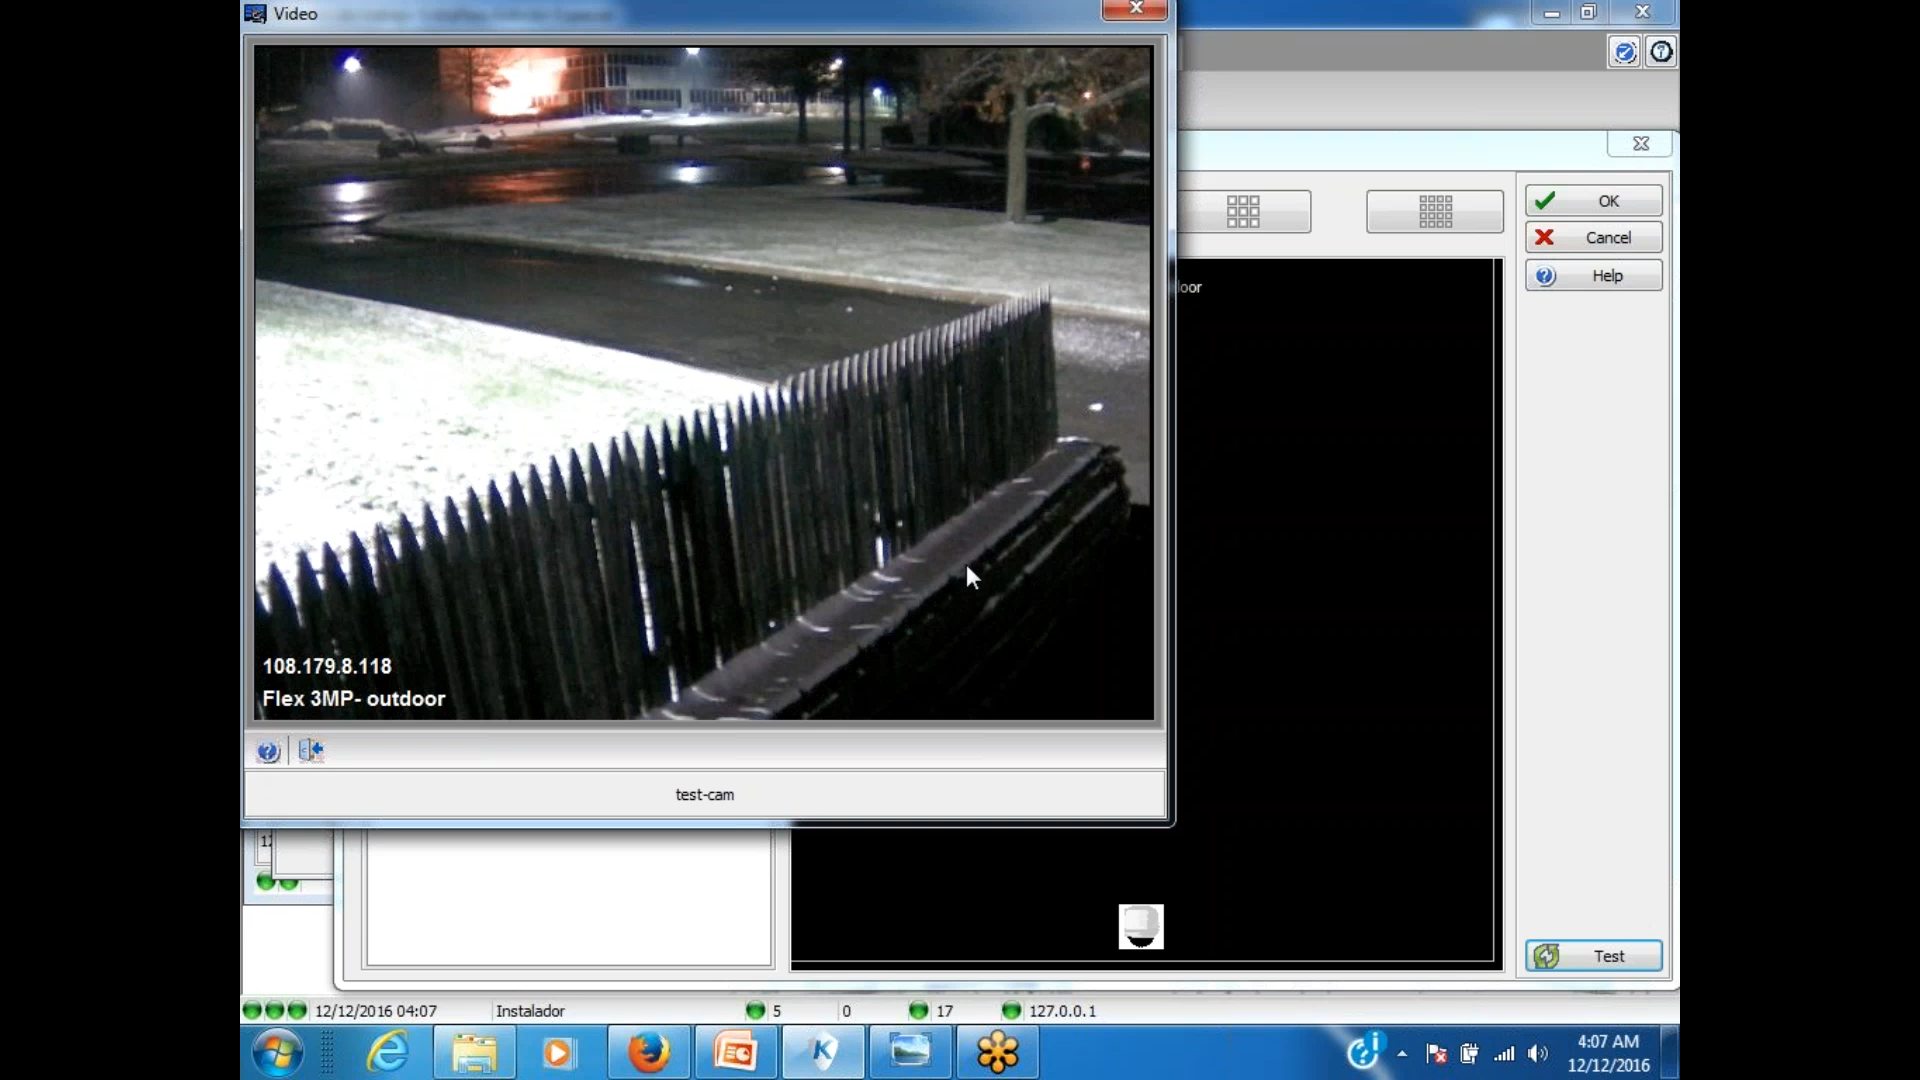 Video
108.179.8.118
Flex 3MP- outdoor
test-cam
OK
Cancel
Help
Test
12/12/2016 04:07
Instalador
5
0
17
127.0.0.1
4:07 AM
12/12/2016